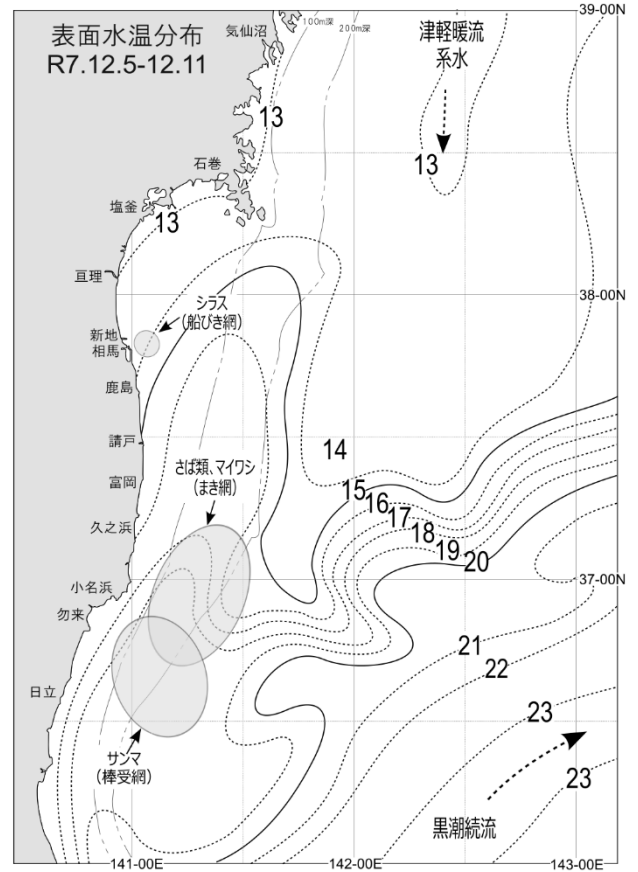 表面水温分布
R7.12.5-12.11
気仙沼
100m深
200m深
津軽暖流
系水
39-00N
13
13
石巻
塩釜
13
亘理
38-00N
シラス
(船びき網)
新地
相馬
鹿島
請戸
14
さば類、マイワシ
(まき網)
富岡
15
16
17
18
19
20
久之浜
37-00N
小名浜
勿来
21
22
日立
23
サンマ
(棒受網)
23
黒潮続流
141-00E
142-00E
143-00E